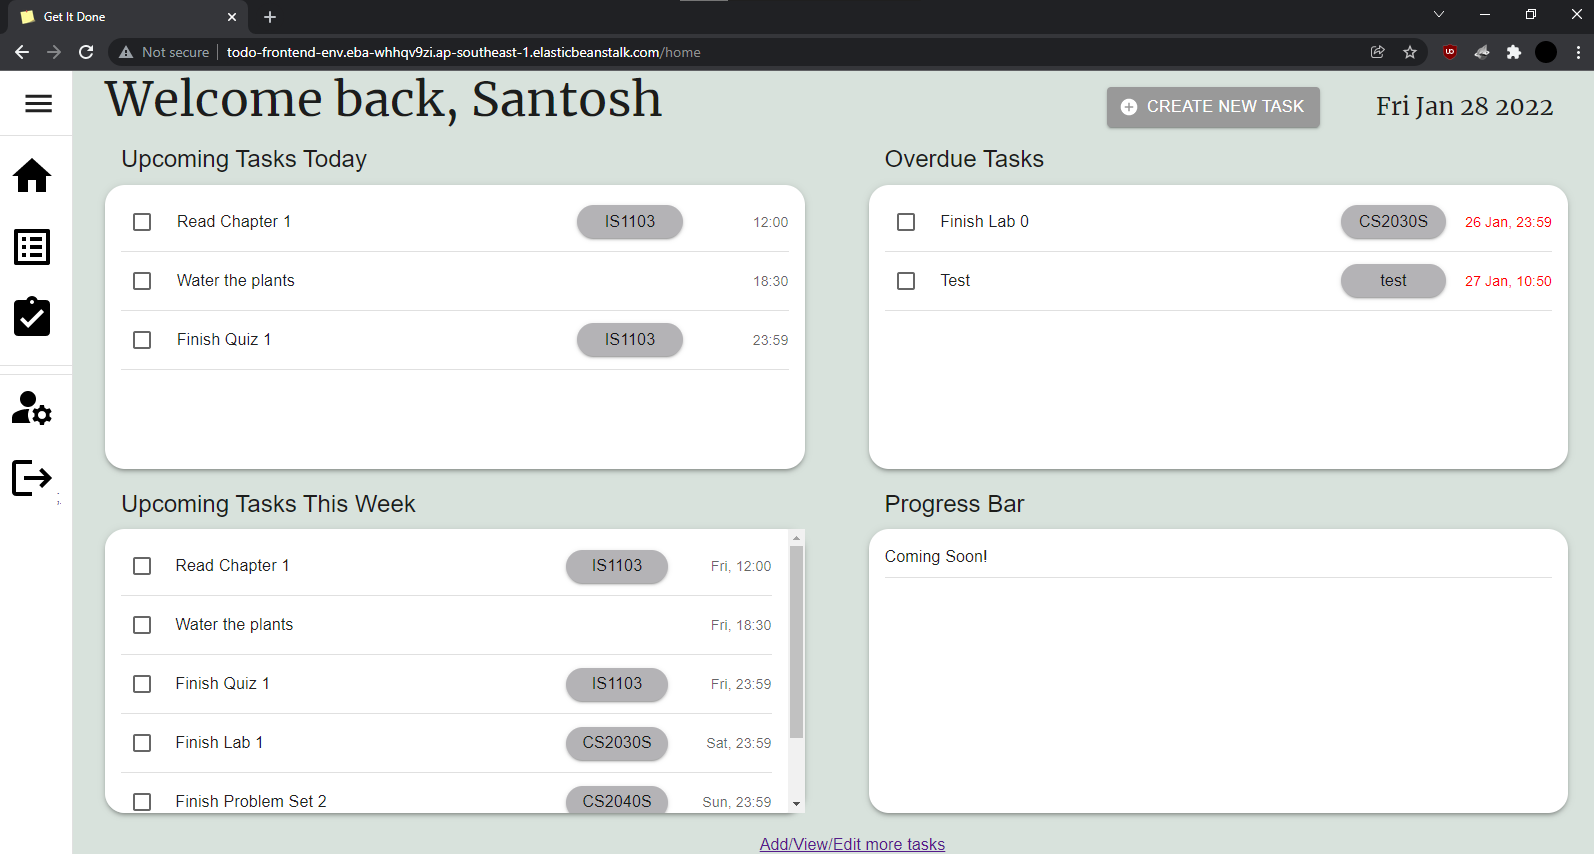 Get It Done
Not secure
todo-frontend-env.eba-whhqv9zi.ap-southeast-1.elasticbeanstalk.com/home
Welcome back, Santosh
CREATE NEW TASK
Fri Jan 28 2022
Upcoming Tasks Today
Read Chapter 1 IS1103 12:00
Water the plants 18:30
Finish Quiz 1 IS1103 23:59
Overdue Tasks
Finish Lab 0 CS2030S 26 Jan, 23:59
Test test 27 Jan, 10:50
Upcoming Tasks This Week
Read Chapter 1 IS1103 Fri, 12:00
Water the plants Fri, 18:30
Finish Quiz 1 IS1103 Fri, 23:59
Finish Lab 1 CS2030S Sat, 23:59
Finish Problem Set 2 CS2040S Sun, 23:59
Progress Bar
Coming Soon!
Add/View/Edit more tasks